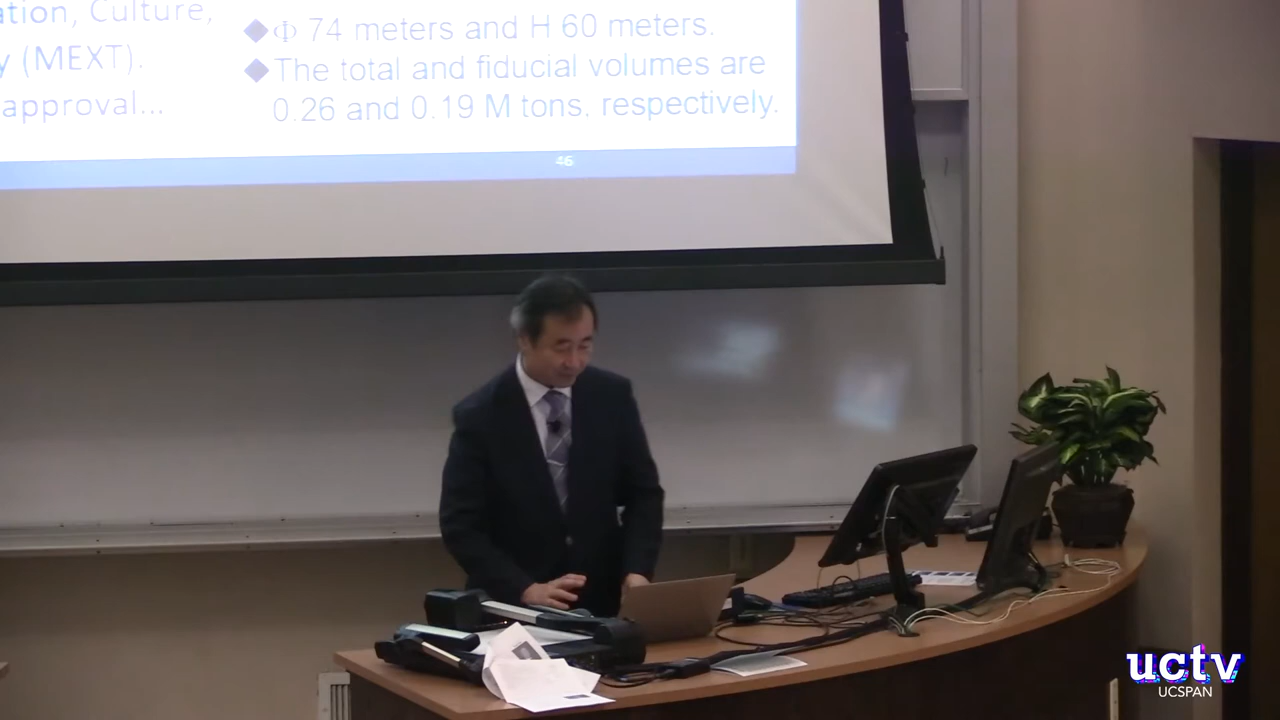 ation, Culture,
y (MEXT).
approval...
Φ 74 meters and H 60 meters.
The total and fiducial volumes are
0.26 and 0.19 M tons, respectively.
46
uctv
UCSPAN